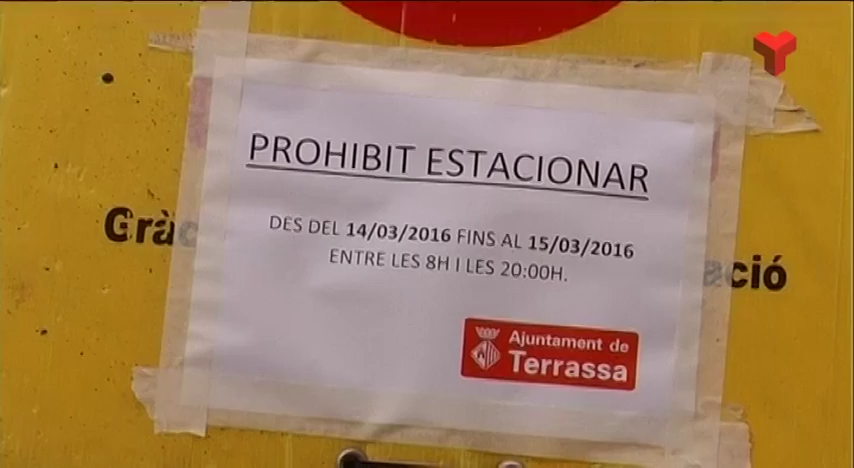 PROHIBIT ESTACIONAR
DES DEL 14/03/2016 FINS AL 15/03/2016
ENTRE LES 8H I LES 20:00H.
Ajuntament de
Terrassa